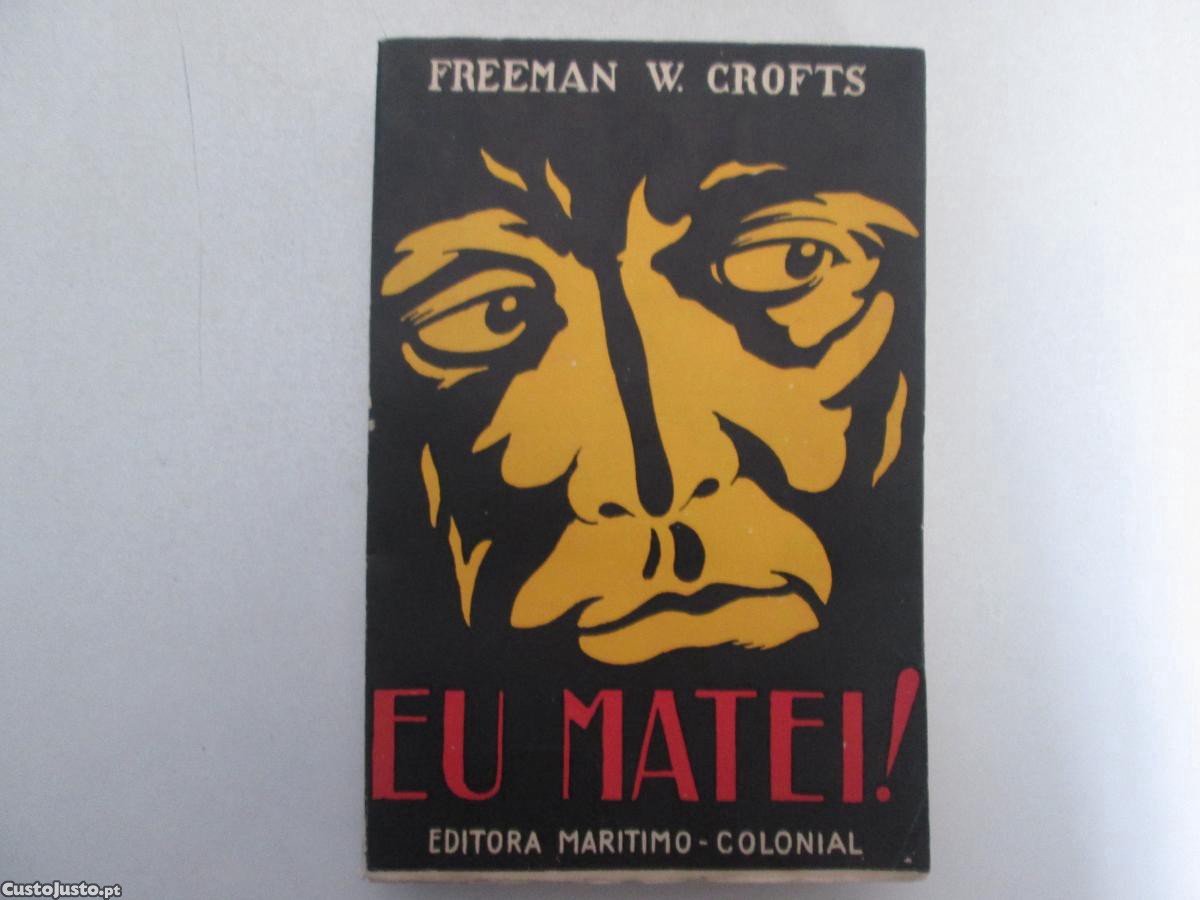 FREEMAN W. CROFTS
EU MATEI!
EDITORA MARITIMO - COLONIAL
CustoJusto.pt